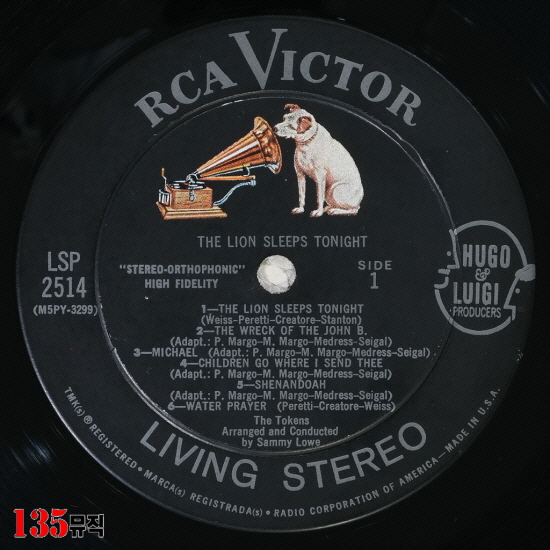 RCA VICTOR
THE LION SLEEPS TONIGHT
LSP
2514
(M5PY-3299)
"STEREO-ORTHOPHONIC"
HIGH FIDELITY
SIDE
1
HUGO
&
LUIGI
PRODUCERS
1—THE LION SLEEPS TONIGHT
(Weiss-Peretti-Creatore-Stanton)
2—THE WRECK OF THE JOHN B.
(Adapt.: P. Margo-M. Margo-Medress-Seigal)
3—MICHAEL (Adapt.: P. Margo-M. Margo-Medress-Seigal)
4—CHILDREN GO WHERE I SEND THEE
(Adapt.: P. Margo-M. Margo-Medress-Seigal)
5—SHENANDOAH
(Adapt.: P. Margo-M. Margo-Medress-Seigal)
6—WATER PRAYER (Peretti-Creatore-Weiss)
The Tokens
Arranged and Conducted
by Sammy Lowe
LIVING STEREO
TMK(s) ® REGISTERED • MARCA(s) REGISTRADA(s) • RADIO CORPORATION OF AMERICA—MADE IN U.S.A.
135뮤직